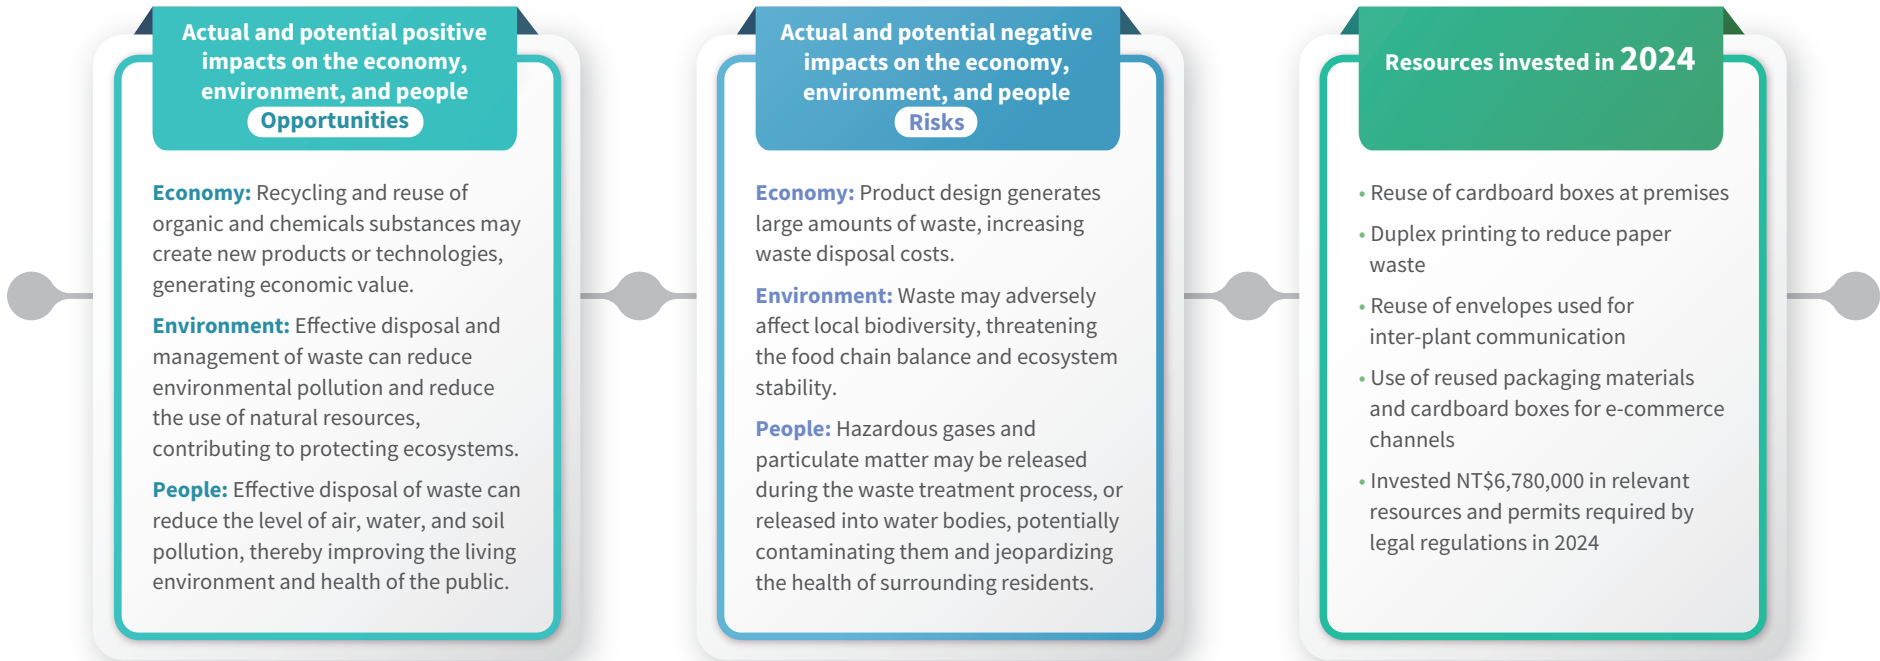 Actual and potential positive
impacts on the economy,
environment, and people
Opportunities
Economy: Recycling and reuse of
organic and chemicals substances may
create new products or technologies,
generating economic value.
Environment: Effective disposal and
management of waste can reduce
environmental pollution and reduce
the use of natural resources,
contributing to protecting ecosystems.
People: Effective disposal of waste can
reduce the level of air, water, and soil
pollution, thereby improving the living
environment and health of the public.
Actual and potential negative
impacts on the economy,
environment, and people
Risks
Economy: Product design generates
large amounts of waste, increasing
waste disposal costs.
Environment: Waste may adversely
affect local biodiversity, threatening
the food chain balance and ecosystem
stability.
People: Hazardous gases and
particulate matter may be released
during the waste treatment process, or
released into water bodies, potentially
contaminating them and jeopardizing
the health of surrounding residents.
Resources invested in 2024
• Reuse of cardboard boxes at premises
• Duplex printing to reduce paper
waste
• Reuse of envelopes used for
inter-plant communication
• Use of reused packaging materials
and cardboard boxes for e-commerce
channels
• Invested NT$6,780,000 in relevant
resources and permits required by
legal regulations in 2024